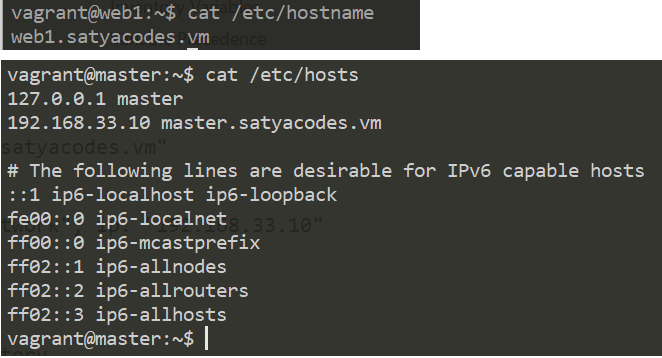 vagrant@web1:~$ cat /etc/hostname
web1.satyacodes.vm
vagrant@master:~$ cat /etc/hosts
127.0.0.1 master
192.168.33.10 master.satyacodes.vm
satyacodes.vm"
# The following lines are desirable for IPv6 capable hosts
::1 ip6-localhost ip6-loopback
fe00::0 ip6-localnet
ff00::0 ip6-mcastprefix
ff02::1 ip6-allnodes
ff02::2 ip6-allrouters
ff02::3 ip6-allhosts
vagrant@master:~$